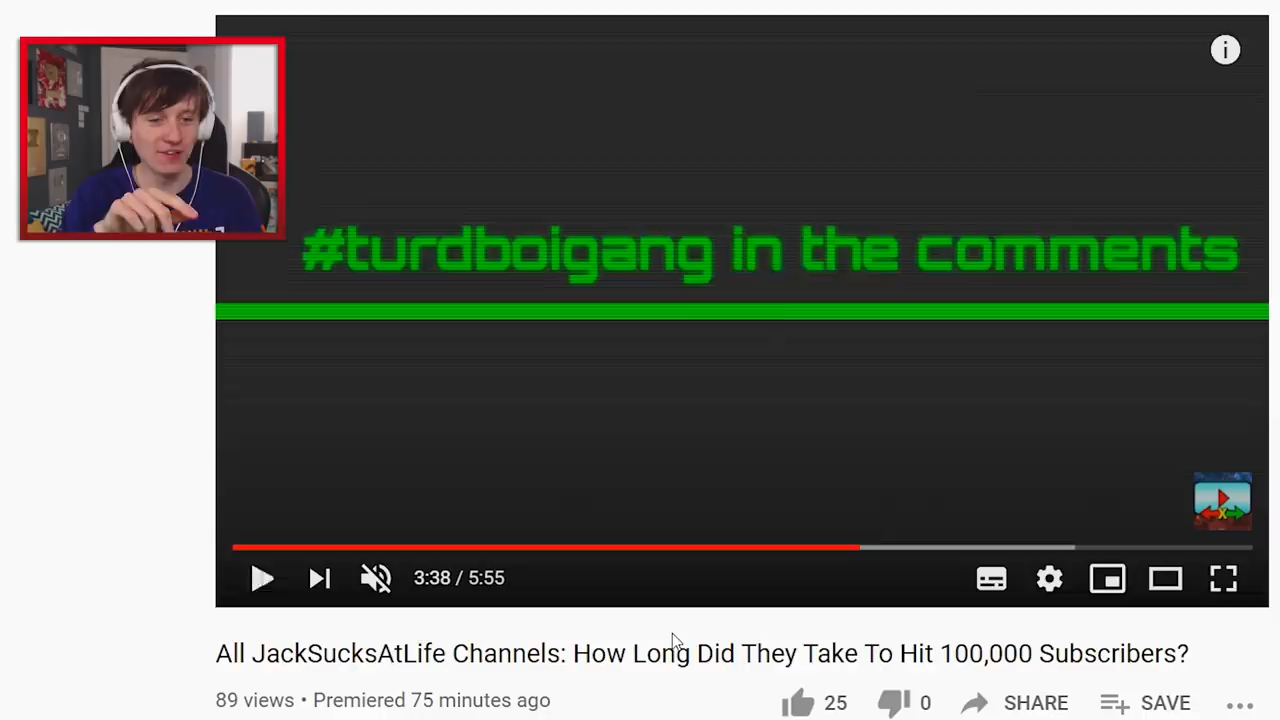 #turdboigang in the comments
3:38 / 5:55
All JackSucksAtLife Channels: How Long Did They Take To Hit 100,000 Subscribers?
89 views • Premiered 75 minutes ago
25
0
SHARE
SAVE